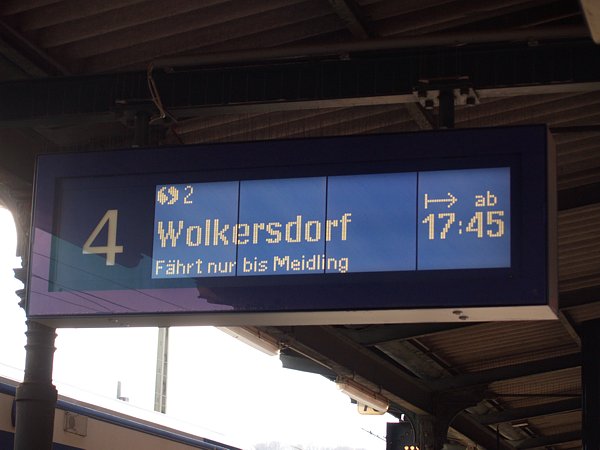 4
2
Wolkersdorf
Fährt nur bis Meidling
ab
17:45